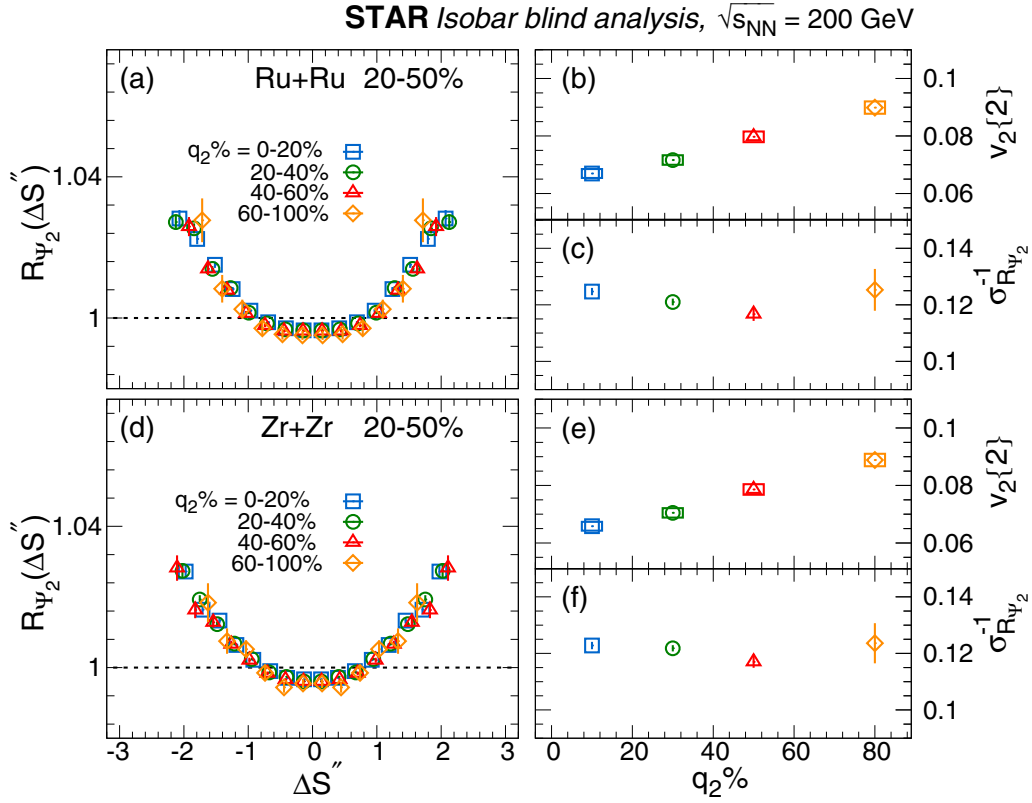 STAR Isobar blind analysis, √sNN = 200 GeV
(a) Ru+Ru 20-50%
q2% = 0-20%
20-40%
40-60%
60-100%
1.04
1
RΨ2(ΔS″)
(b)
0.1
0.08
0.06
v2{2}
(c)
0.14
0.12
0.1
σ-1RΨ2
(d) Zr+Zr 20-50%
q2% = 0-20%
20-40%
40-60%
60-100%
1.04
1
RΨ2(ΔS″)
-3 -2 -1 0 1 2 3
ΔS″
(e)
0.1
0.08
0.06
v2{2}
(f)
0.14
0.12
0.1
σ-1RΨ2
0 20 40 60 80
q2%